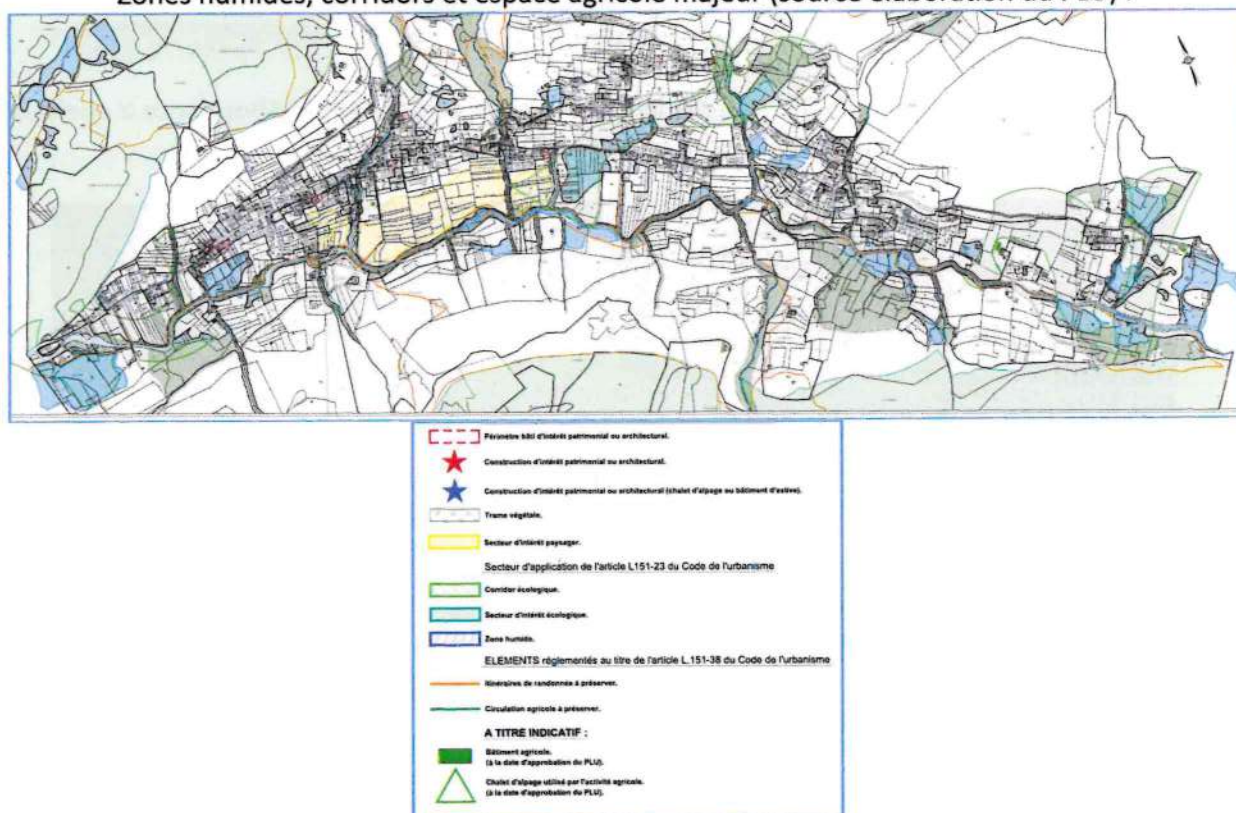 zones humides, corridors et espace agricole majeur (source élaboration du PLU) :
Périmètre bâti d'intérêt patrimonial ou architectural.
Construction d'intérêt patrimonial ou architectural.
Construction d'intérêt patrimonial ou architectural (chalet d'alpage ou bâtiment d'estive).
Trame végétale.
Secteur d'intérêt paysager.
Secteur d'application de l'article L151-23 du Code de l'urbanisme
Corridor écologique.
Secteur d'intérêt écologique.
Zone humide.
ELEMENTS réglementés au titre de l'article L.151-38 du Code de l'urbanisme
Itinéraires de randonnée à préserver.
Circulation agricole à préserver.
A TITRE INDICATIF :
Bâtiment agricole.
(à la date d'approbation du PLU).
Chalet d'alpage utilisé par l'activité agricole.
(à la date d'approbation du PLU).